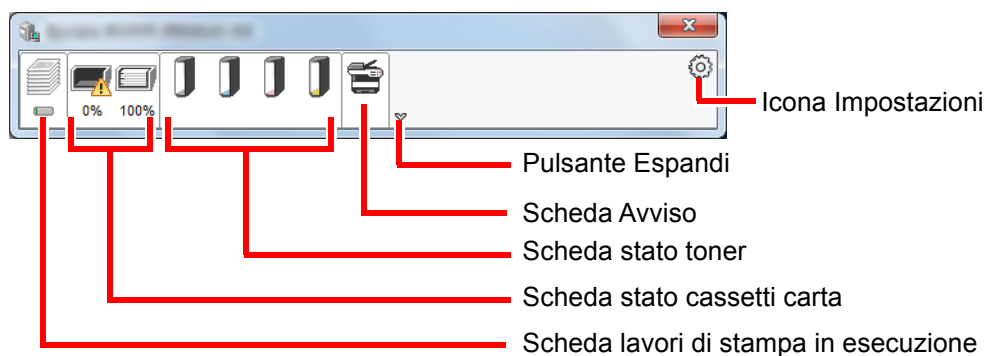 0%
100%
Icona Impostazioni
Pulsante Espandi
Scheda Avviso
Scheda stato toner
Scheda stato cassetti carta
Scheda lavori di stampa in esecuzione